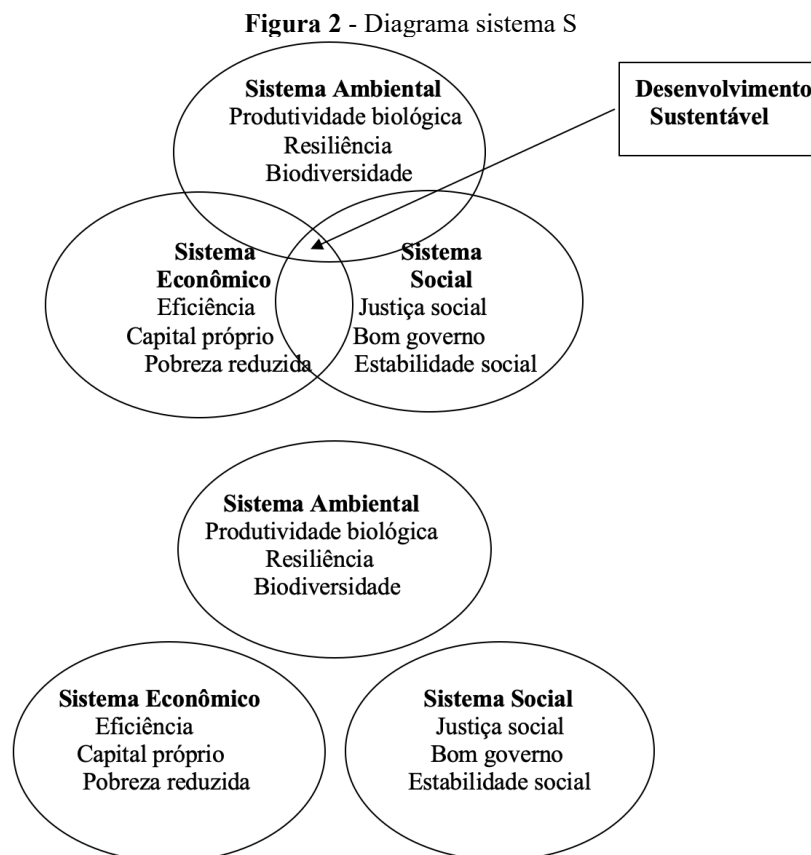 Figura 2 - Diagrama sistema S
Sistema Ambiental
Produtividade biológica
Resiliência
Biodiversidade
Desenvolvimento
Sustentável
Sistema
Econômico
Eficiência
Capital próprio
Pobreza reduzida
Sistema
Social
Justiça social
Bom governo
Estabilidade social
Sistema Ambiental
Produtividade biológica
Resiliência
Biodiversidade
Sistema Econômico
Eficiência
Capital próprio
Pobreza reduzida
Sistema Social
Justiça social
Bom governo
Estabilidade social